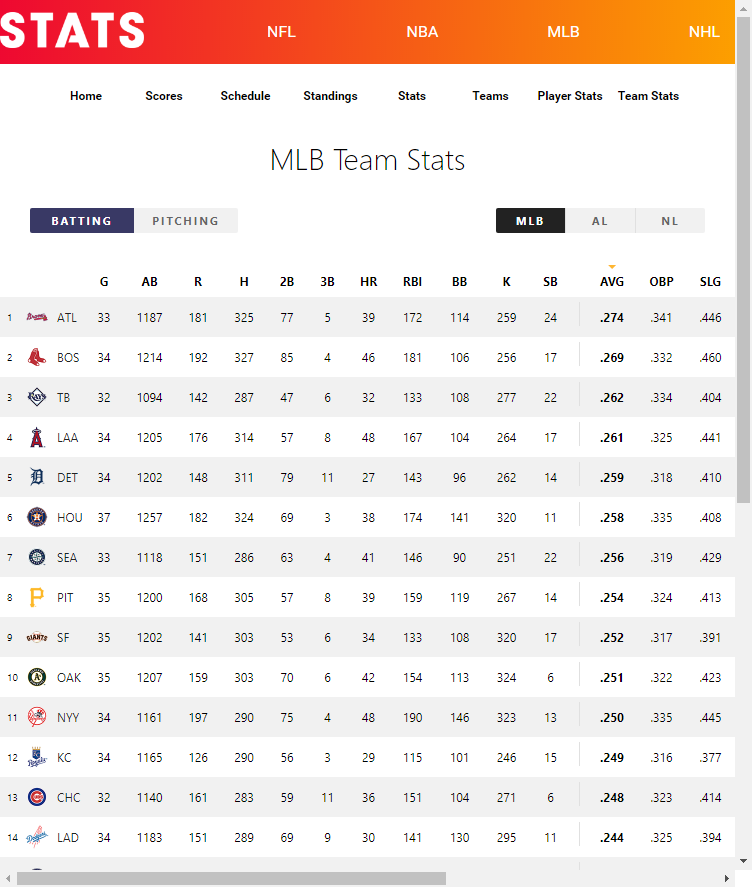 STATS NFL NBA MLB NHL
Home Scores Schedule Standings Stats Teams Player Stats Team Stats
MLB Team Stats
BATTING PITCHING MLB AL NL
G AB R H 2B 3B HR RBI BB K SB AVG OBP SLG
1 Braves ATL 33 1187 181 325 77 5 39 172 114 259 24 .274 .341 .446
2 BOS 34 1214 192 327 85 4 46 181 106 256 17 .269 .332 .460
3 RAYS TB 32 1094 142 287 47 6 32 133 108 277 22 .262 .334 .404
4 A LAA 34 1205 176 314 57 8 48 167 104 264 17 .261 .325 .441
5 D DET 34 1202 148 311 79 11 27 143 96 262 14 .259 .318 .410
6 HOU 37 1257 182 324 69 3 38 174 141 320 11 .258 .335 .408
7 SEA 33 1118 151 286 63 4 41 146 90 251 22 .256 .319 .429
8 P PIT 35 1200 168 305 57 8 39 159 119 267 14 .254 .324 .413
9 GIANTS SF 35 1202 141 303 53 6 34 133 108 320 17 .252 .317 .391
10 A's OAK 35 1207 159 303 70 6 42 154 113 324 6 .251 .322 .423
11 NYY 34 1161 197 290 75 4 48 190 146 323 13 .250 .335 .445
12 Royals KC 34 1165 126 290 56 3 29 115 101 246 15 .249 .316 .377
13 CHC 32 1140 161 283 59 11 36 151 104 271 6 .248 .323 .414
14 Dodgers LAD 34 1183 151 289 69 9 30 141 130 295 11 .244 .325 .394